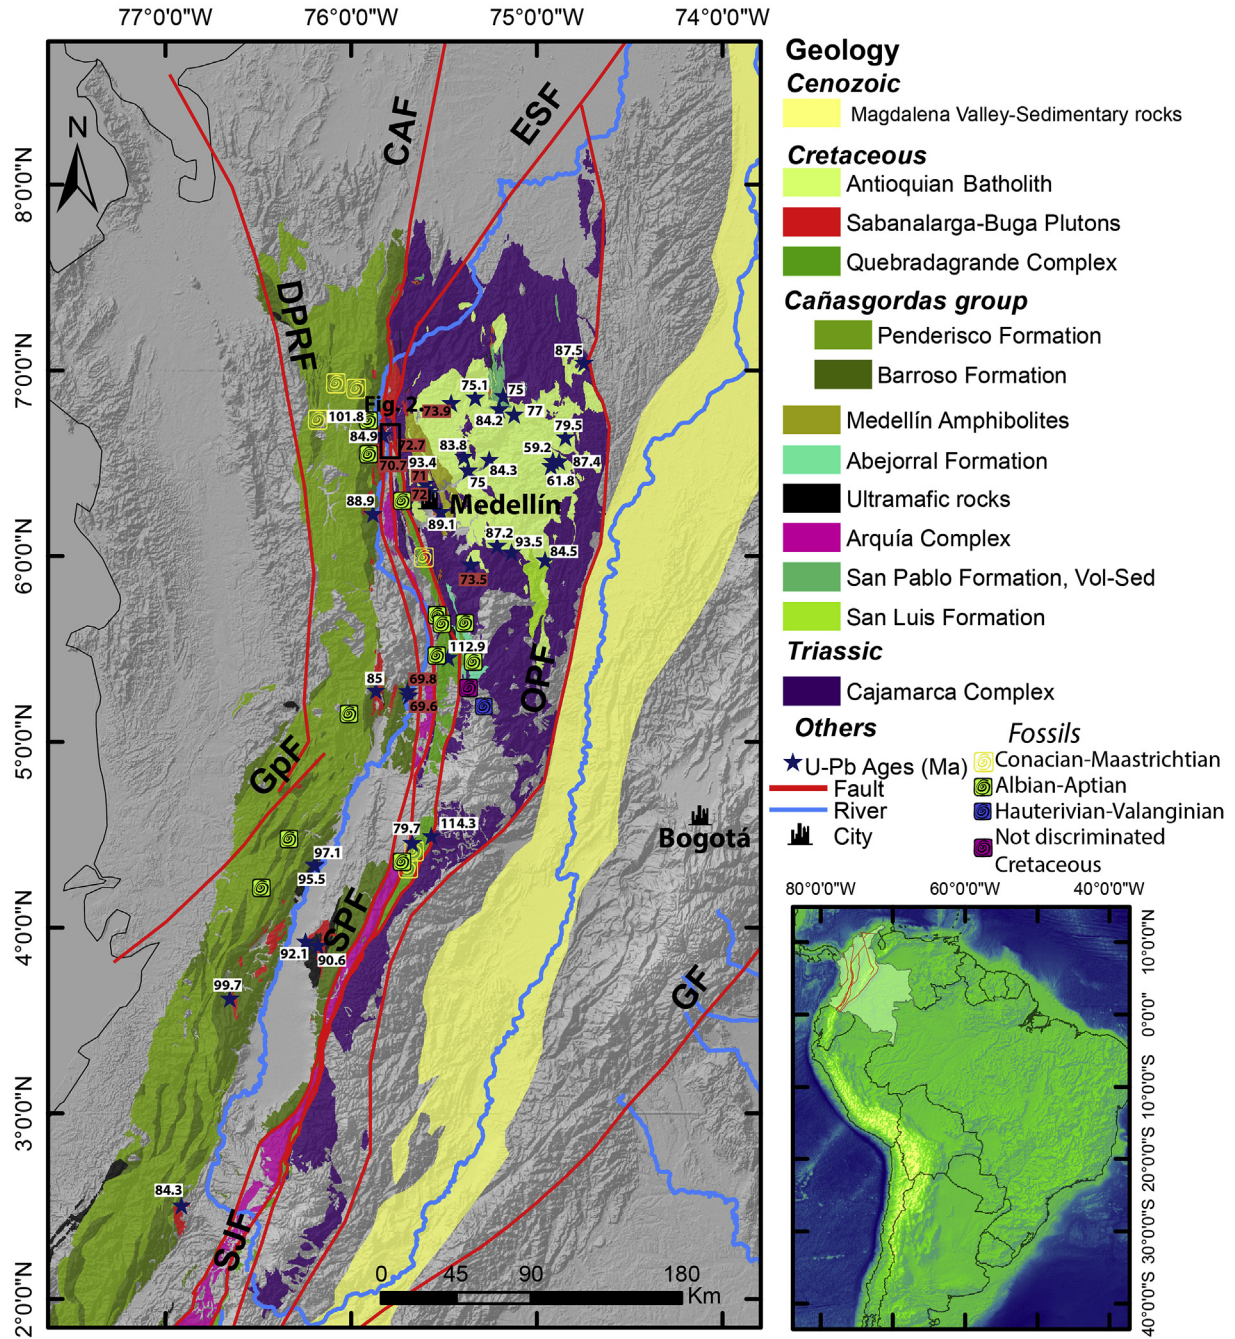 77°0'0"W 76°0'0"W 75°0'0"W 74°0'0"W
8°0'0"N
7°0'0"N
6°0'0"N
5°0'0"N
4°0'0"N
3°0'0"N
2°0'0"N
N
CAF
ESF
DPRF
87.5
75.1
75
73.9
84.2
77
Fig. 2.
101.8
79.5
84.9
72.7
83.8
59.2
70.7
93.4
84.3
87.4
71
75
61.8
72
88.9
Medellín
89.1
87.2
93.5
84.5
73.5
112.9
OPF
85
69.8
69.6
GpF
79.7
114.3
Bogotá
97.1
95.5
SPF
92.1
90.6
99.7
GF
84.3
SJF
0 45 90 180
Km
Geology
Cenozoic
Magdalena Valley-Sedimentary rocks
Cretaceous
Antioquian Batholith
Sabanalarga-Buga Plutons
Quebradagrande Complex
Cañasgordas group
Penderisco Formation
Barroso Formation
Medellín Amphibolites
Abejorral Formation
Ultramafic rocks
Arquía Complex
San Pablo Formation, Vol-Sed
San Luis Formation
Triassic
Cajamarca Complex
Others
U-Pb Ages (Ma)
Fault
River
City
Fossils
Conacian-Maastrichtian
Albian-Aptian
Hauterivian-Valanginian
Not discriminated
Cretaceous
80°0'0"W 60°0'0"W 40°0'0"W
10°0'0"N
0°0'0"
10°0'0"S
20°0'0"S
30°0'0"S
40°0'0"S